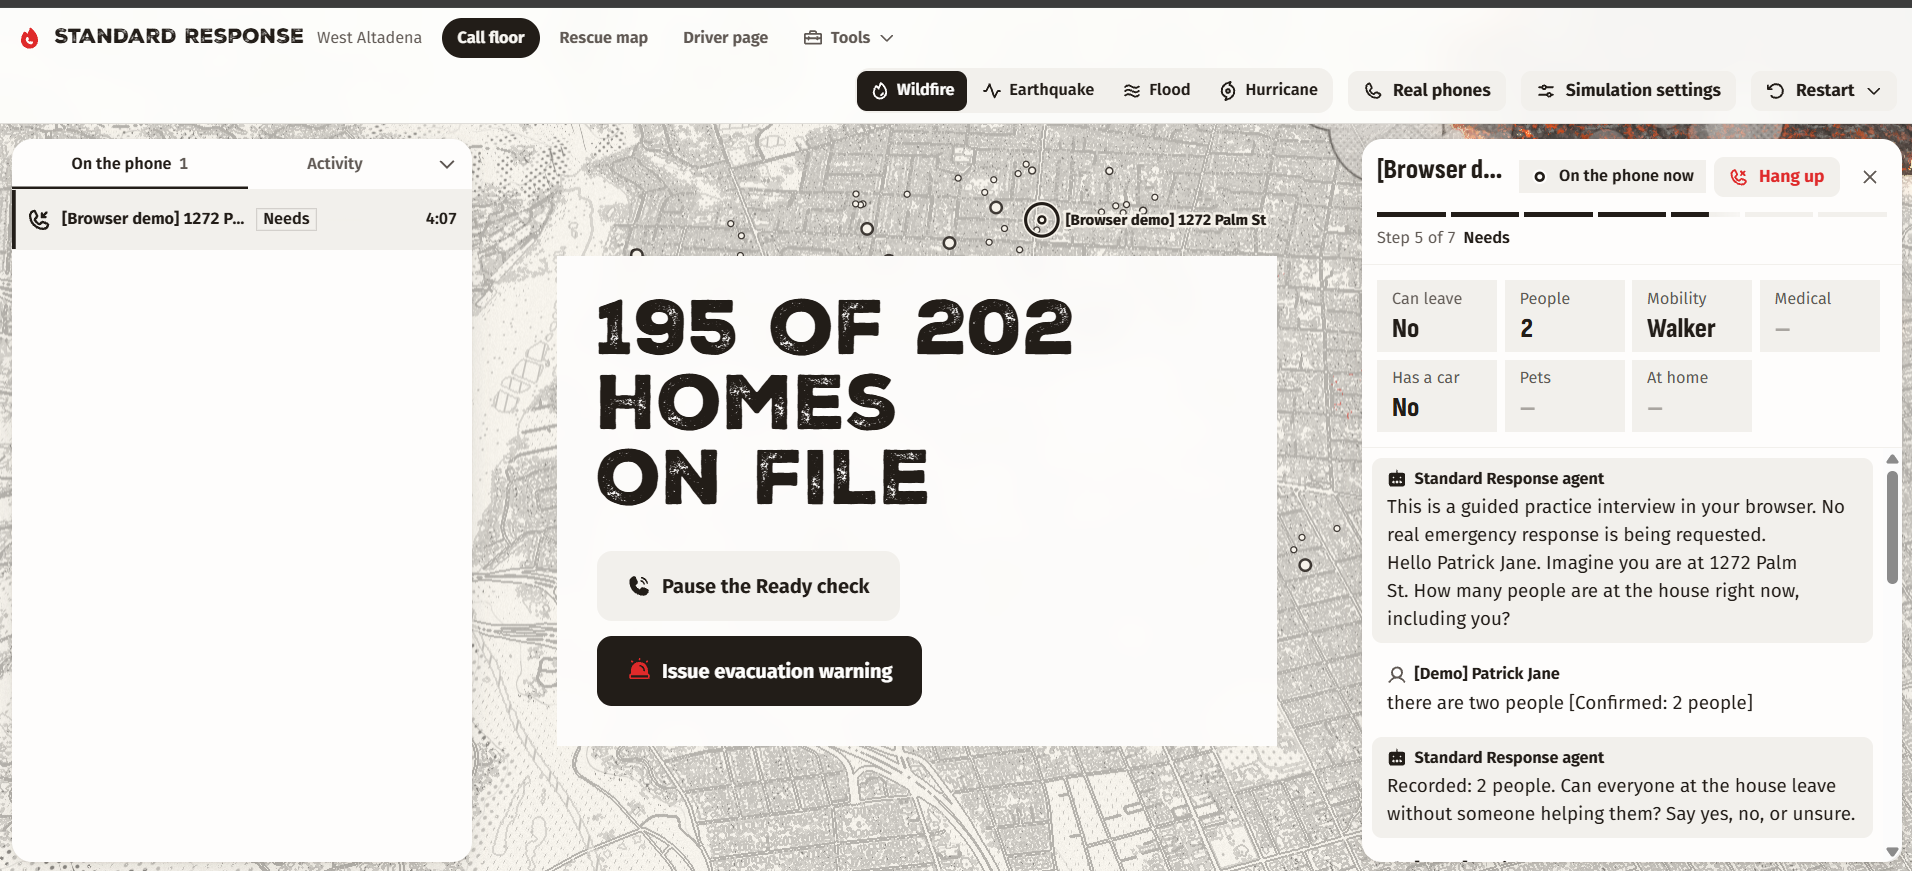 STANDARD RESPONSE West Altadena Call floor Rescue map Driver page Tools
Wildfire Earthquake Flood Hurricane Real phones Simulation settings Restart
On the phone 1 Activity
[Browser demo] 1272 P... Needs 4:07
[Browser demo] 1272 Palm St
195 OF 202
HOMES
ON FILE
Pause the Ready check
Issue evacuation warning
[Browser d... On the phone now Hang up
Step 5 of 7 Needs
Can leave People Mobility Medical
No 2 Walker –
Has a car Pets At home
No – –
Standard Response agent
This is a guided practice interview in your browser. No
real emergency response is being requested.
Hello Patrick Jane. Imagine you are at 1272 Palm
St. How many people are at the house right now,
including you?
[Demo] Patrick Jane
there are two people [Confirmed: 2 people]
Standard Response agent
Recorded: 2 people. Can everyone at the house leave
without someone helping them? Say yes, no, or unsure.